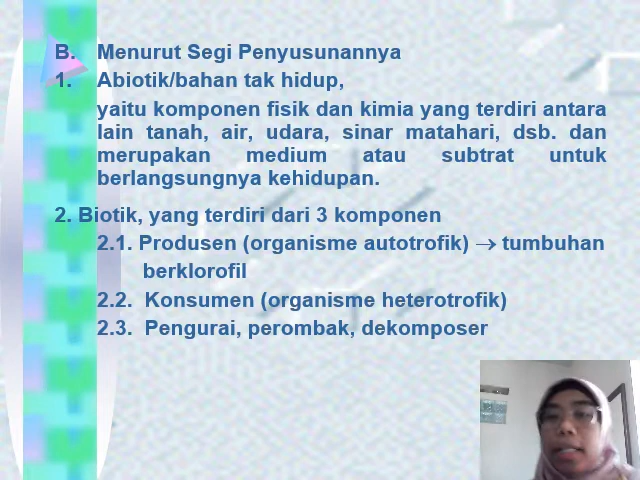 B. Menurut Segi Penyusunannya
1. Abiotik/bahan tak hidup,
yaitu komponen fisik dan kimia yang terdiri antara
lain tanah, air, udara, sinar matahari, dsb. dan
merupakan medium atau subtrat untuk
berlangsungnya kehidupan.
2. Biotik, yang terdiri dari 3 komponen
2.1. Produsen (organisme autotrofik) → tumbuhan
berklorofil
2.2. Konsumen (organisme heterotrofik)
2.3. Pengurai, perombak, dekomposer